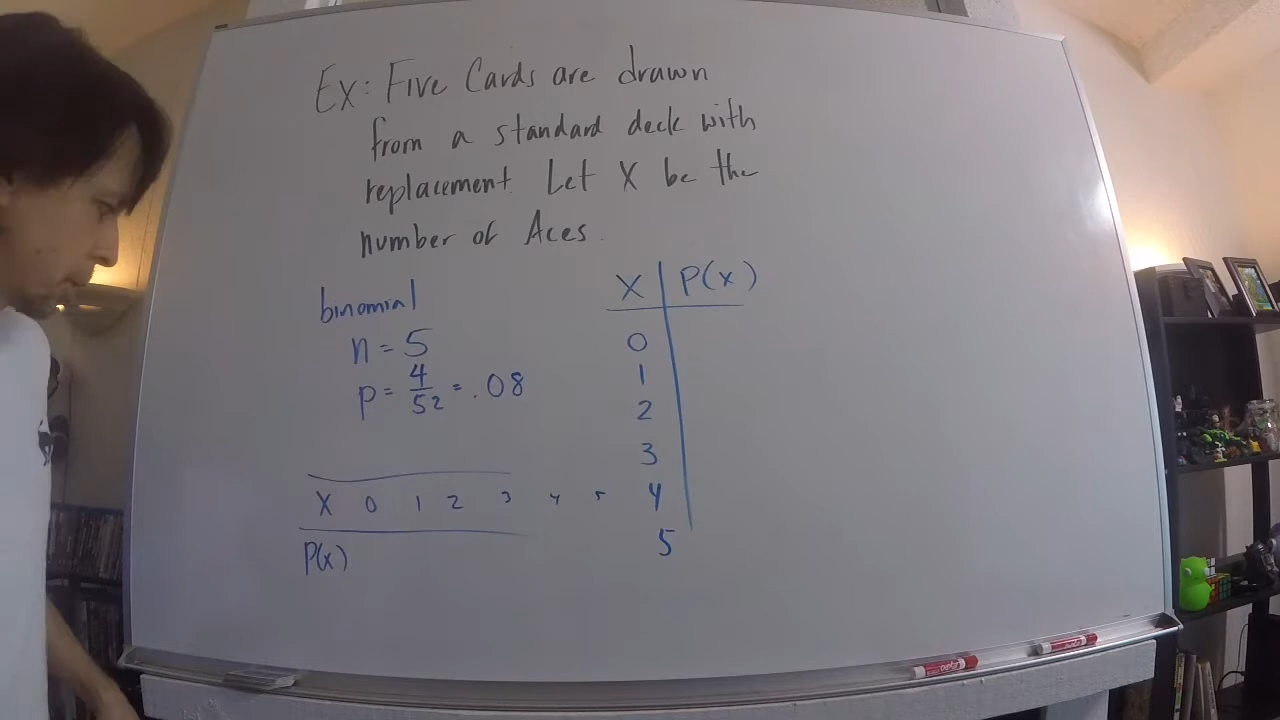 Ex: Five Cards are drawn
from a standard deck with
replacement. Let X be the
number of Aces.
binomial
n = 5
p = 4/52 = .08
X P(x)
0
1
2
3
4
5
X 0 1 2 3 4 5
P(x)